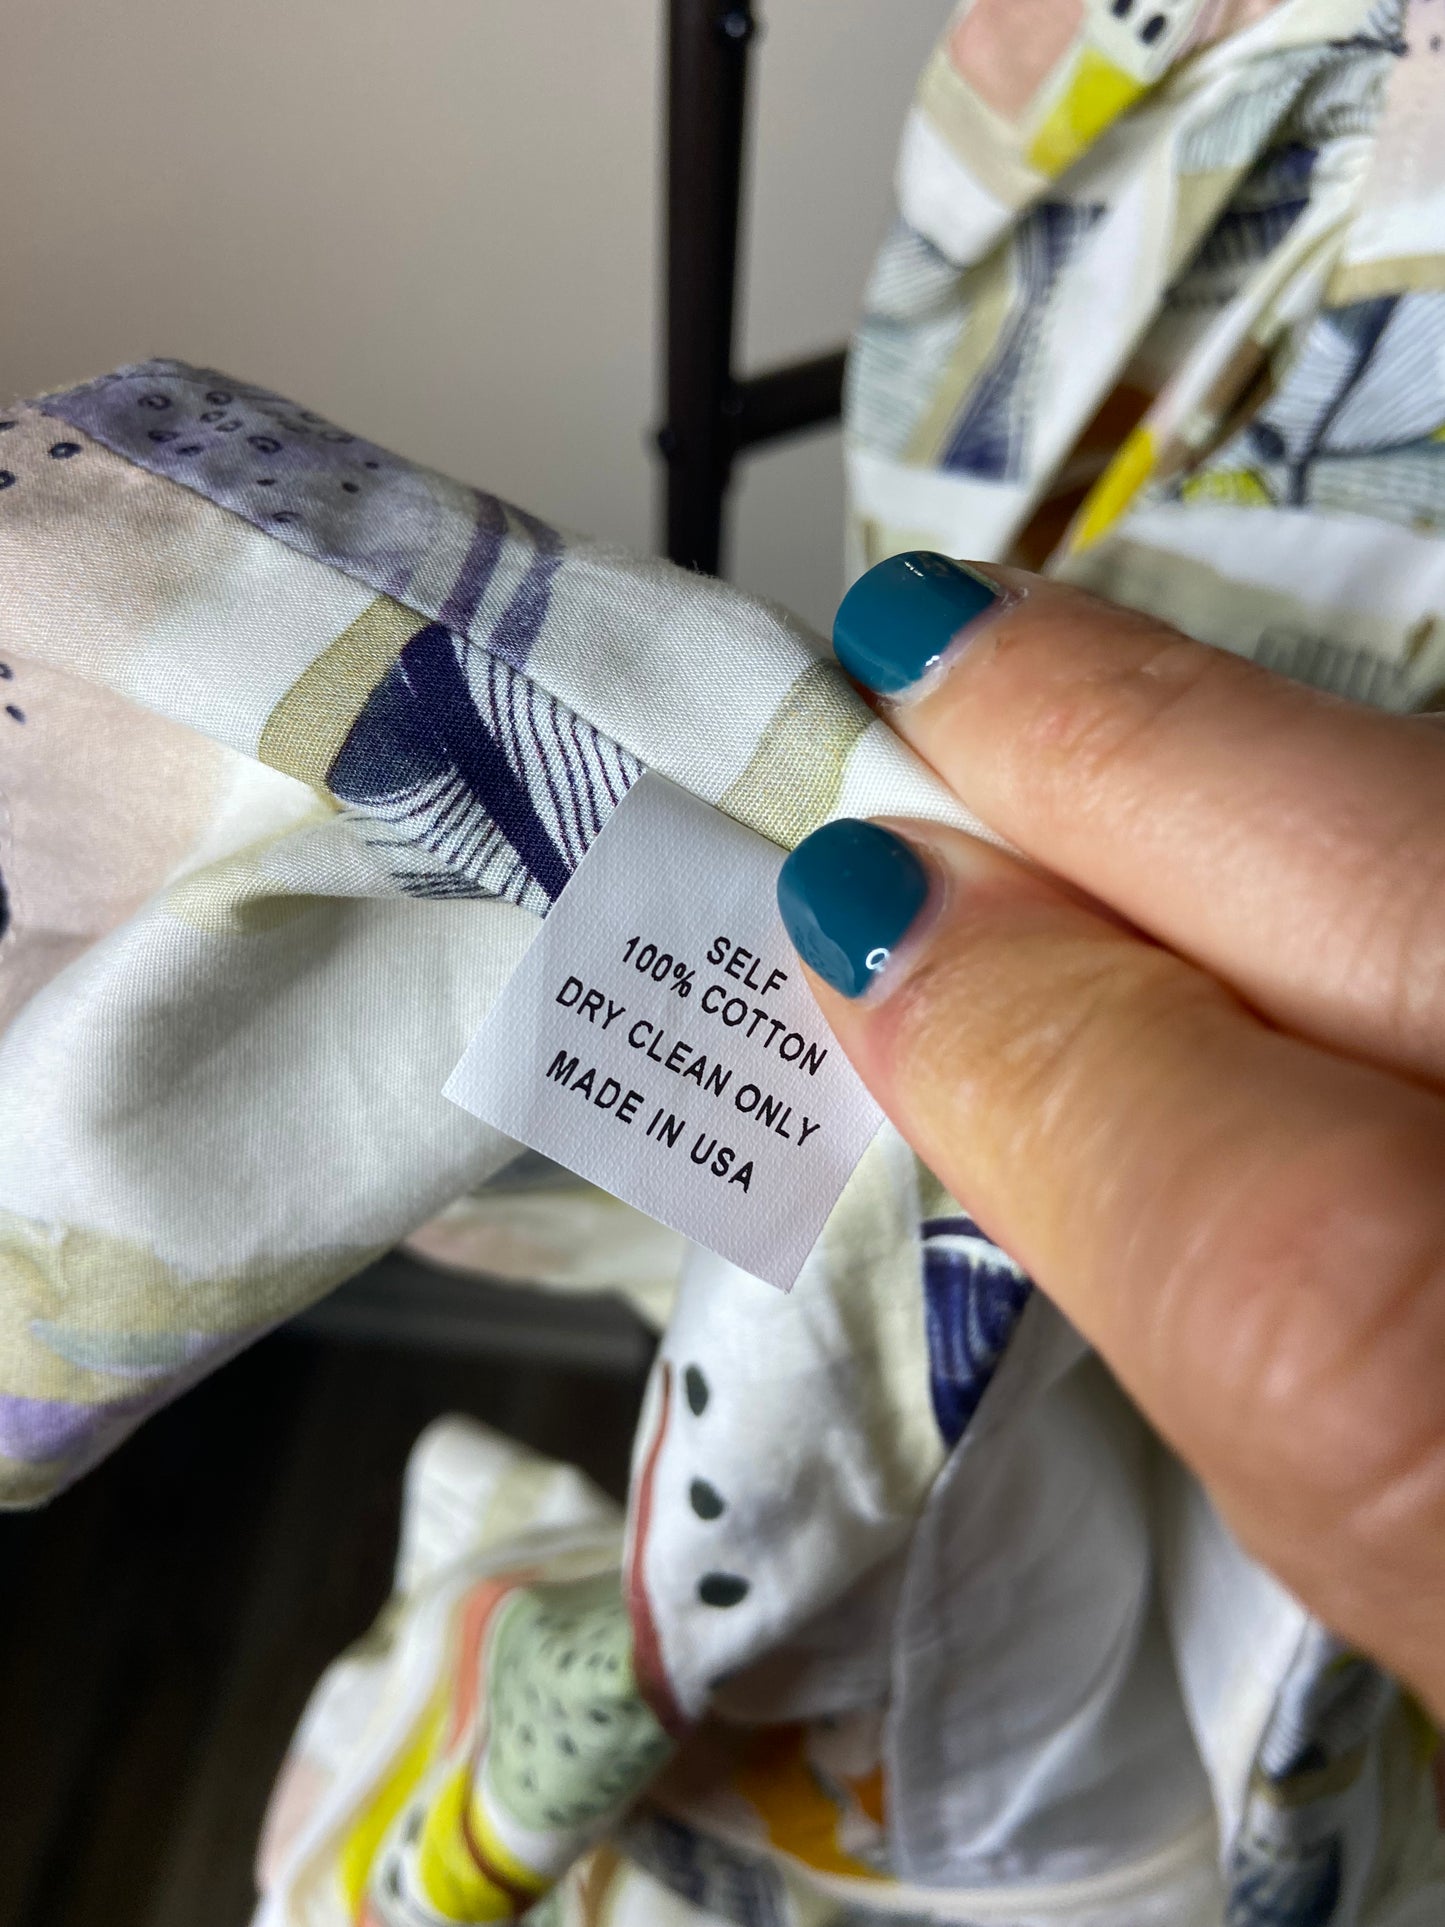 SELF
100% COTTON
DRY CLEAN ONLY
MADE IN USA